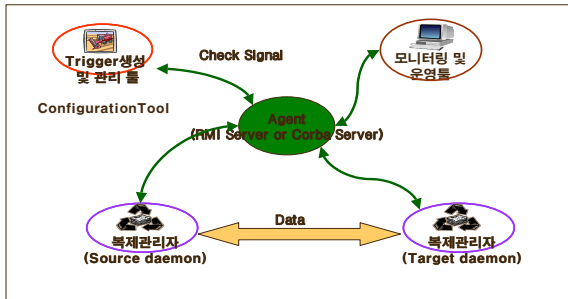 Trigger생성
및 관리 툴
Check Signal
모니터링 및
운영툴
ConfigurationTool
Agent
(RMI Server or Corba Server)
Data
복제관리자
(Source daemon)
복제관리자
(Target daemon)